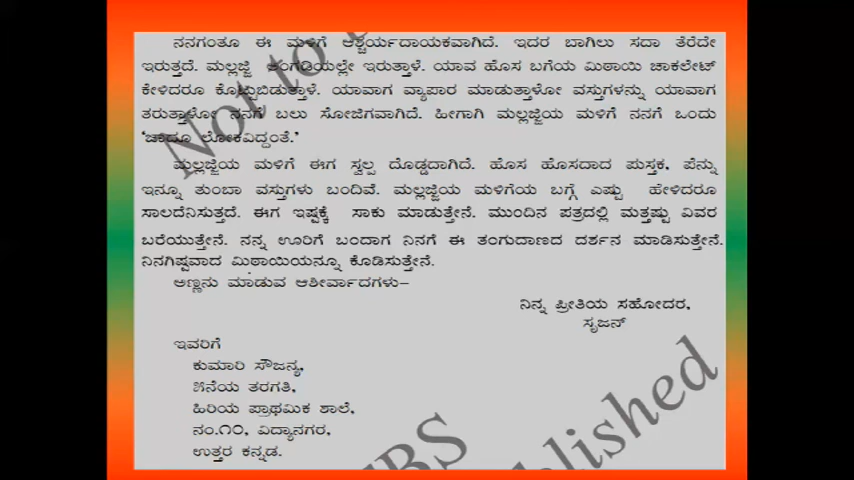 ನನಗಂತೂ ಈ ಮಳಿಗೆ ಆಶ್ಚರ್ಯದಾಯಕವಾಗಿದೆ. ಇದರ ಬಾಗಿಲು ಸದಾ ತೆರೆದೇ
ಇರುತ್ತದೆ. ಮಲ್ಲಜ್ಜಿ ಅಂಗಡಿಯಲ್ಲೇ ಇರುತ್ತಾಳೆ. ಯಾವ ಹೊಸ ಬಗೆಯ ಮಿಠಾಯಿ ಚಾಕಲೇಟ್
ಕೇಳಿದರೂ ಕೊಟ್ಟುಬಿಡುತ್ತಾಳೆ. ಯಾವಾಗ ವ್ಯಾಪಾರ ಮಾಡುತ್ತಾಳೋ ವಸ್ತುಗಳನ್ನು ಯಾವಾಗ
ತರುತ್ತಾಳೋ ನನಗೆ ಬಲು ಸೋಜಿಗವಾಗಿದೆ. ಹೀಗಾಗಿ ಮಲ್ಲಜ್ಜಿಯ ಮಳಿಗೆ ನನಗೆ ಒಂದು
‘ಜಾದೂ ಲೋಕವಿದ್ದಂತೆ.’
ಮಲ್ಲಜ್ಜಿಯ ಮಳಿಗೆ ಈಗ ಸ್ವಲ್ಪ ದೊಡ್ಡದಾಗಿದೆ. ಹೊಸ ಹೊಸದಾದ ಪುಸ್ತಕ, ಪೆನ್ನು
ಇನ್ನೂ ತುಂಬಾ ವಸ್ತುಗಳು ಬಂದಿವೆ. ಮಲ್ಲಜ್ಜಿಯ ಮಳಿಗೆಯ ಬಗ್ಗೆ ಎಷ್ಟು ಹೇಳಿದರೂ
ಸಾಲದೆನಿಸುತ್ತದೆ. ಈಗ ಇಷ್ಟಕ್ಕೆ ಸಾಕು ಮಾಡುತ್ತೇನೆ. ಮುಂದಿನ ಪತ್ರದಲ್ಲಿ ಮತ್ತಷ್ಟು ವಿವರ
ಬರೆಯುತ್ತೇನೆ. ನನ್ನ ಊರಿಗೆ ಬಂದಾಗ ನಿನಗೆ ಈ ತಂಗುದಾಣದ ದರ್ಶನ ಮಾಡಿಸುತ್ತೇನೆ.
ನಿನಗಿಷ್ಟವಾದ ಮಿಠಾಯಿಯನ್ನೂ ಕೊಡಿಸುತ್ತೇನೆ.
ಅಣ್ಣನು ಮಾಡುವ ಆಶೀರ್ವಾದಗಳು–
ನಿನ್ನ ಪ್ರೀತಿಯ ಸಹೋದರ,
ಸೃಜನ್
ಇವರಿಗೆ
ಕುಮಾರಿ ಸೌಜನ್ಯ,
೫ನೆಯ ತರಗತಿ,
ಹಿರಿಯ ಪ್ರಾಥಮಿಕ ಶಾಲೆ,
ನಂ.೧೦, ವಿದ್ಯಾನಗರ,
ಉತ್ತರ ಕನ್ನಡ.
Not to